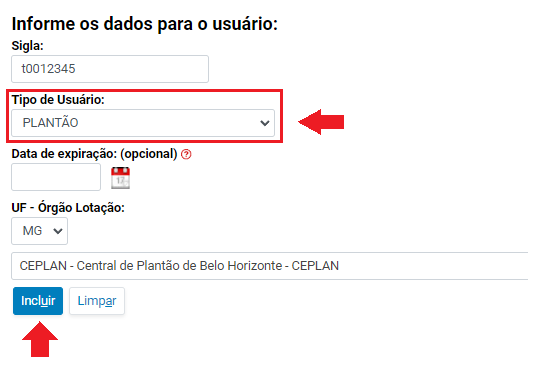 Informe os dados para o usuário:
Sigla:
t0012345
Tipo de Usuário:
PLANTÃO
Data de expiração: (opcional) ?
UF - Órgão Lotação:
MG
CEPLAN - Central de Plantão de Belo Horizonte - CEPLAN
Incluir Limpar